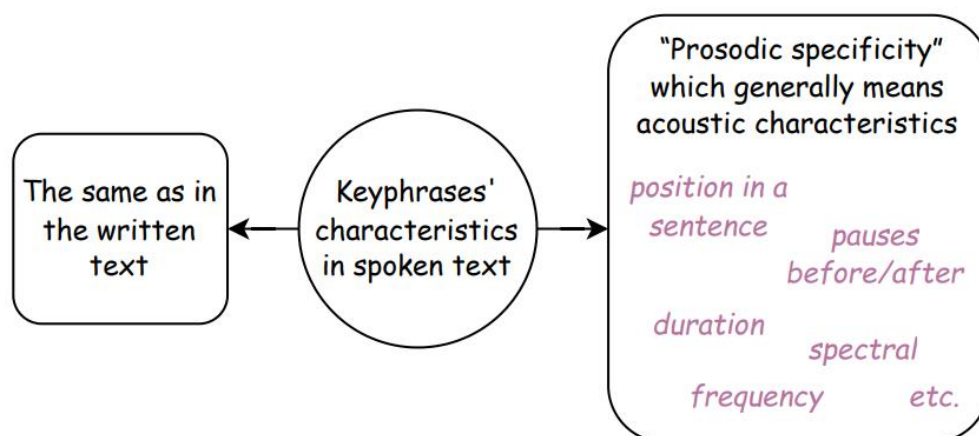 The same as in
the written
text
Keyphrases'
characteristics
in spoken text
“Prosodic specificity”
which generally means
acoustic characteristics
position in a
sentence
pauses
before/after
duration
spectral
frequency
etc.